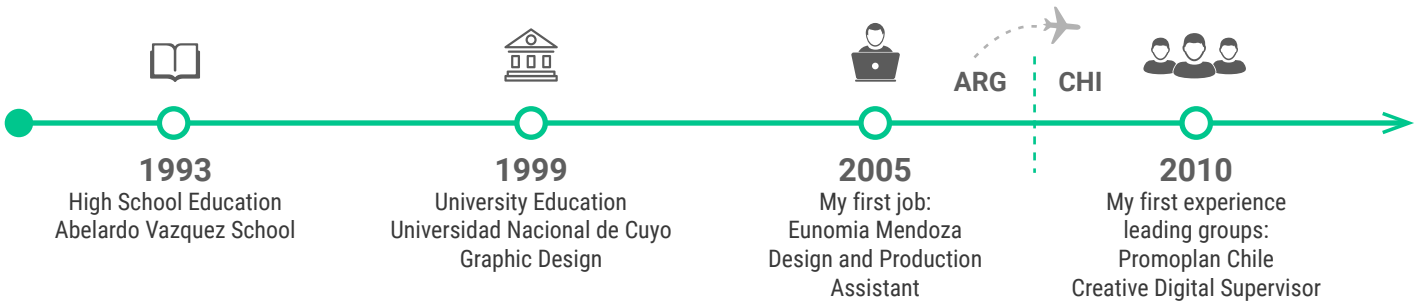 ARG
CHI
1993
High School Education
Abelardo Vazquez School
1999
University Education
Universidad Nacional de Cuyo
Graphic Design
2005
My first job:
Eunomia Mendoza
Design and Production
Assistant
2010
My first experience
leading groups:
Promoplan Chile
Creative Digital Supervisor